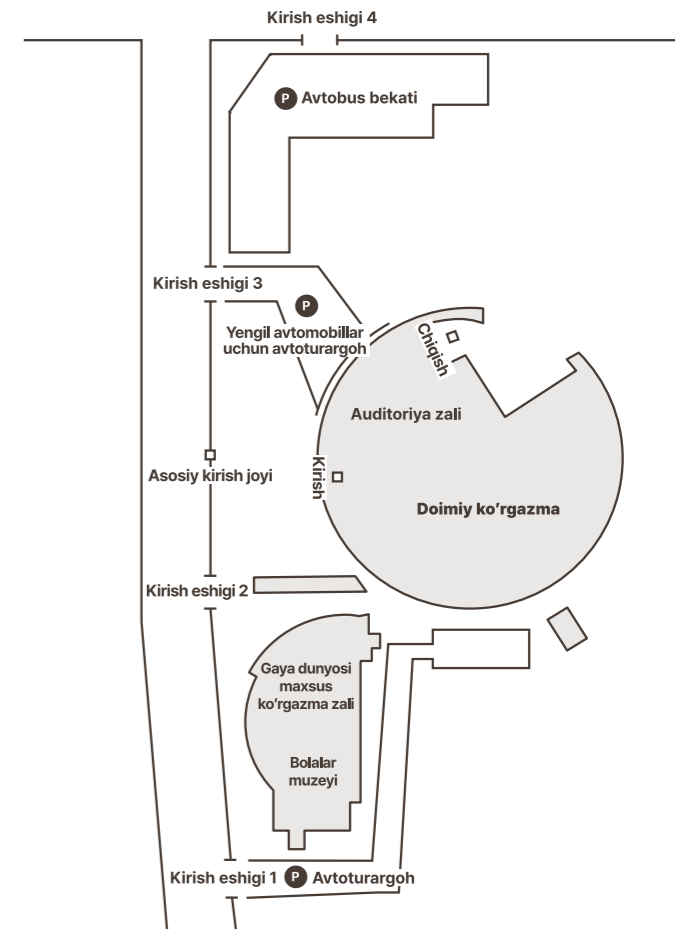 Kirish eshigi 4
P Avtobus bekati
Kirish eshigi 3
P
Yengil avtomobillar
uchun avtoturargoh
Chiqish
Auditoriya zali
Asosiy kirish joyi
Kirish
Doimiy ko’rgazma
Kirish eshigi 2
Gaya dunyosi
maxsus
ko’rgazma zali
Bolalar
muzeyi
Kirish eshigi 1 P Avtoturargoh